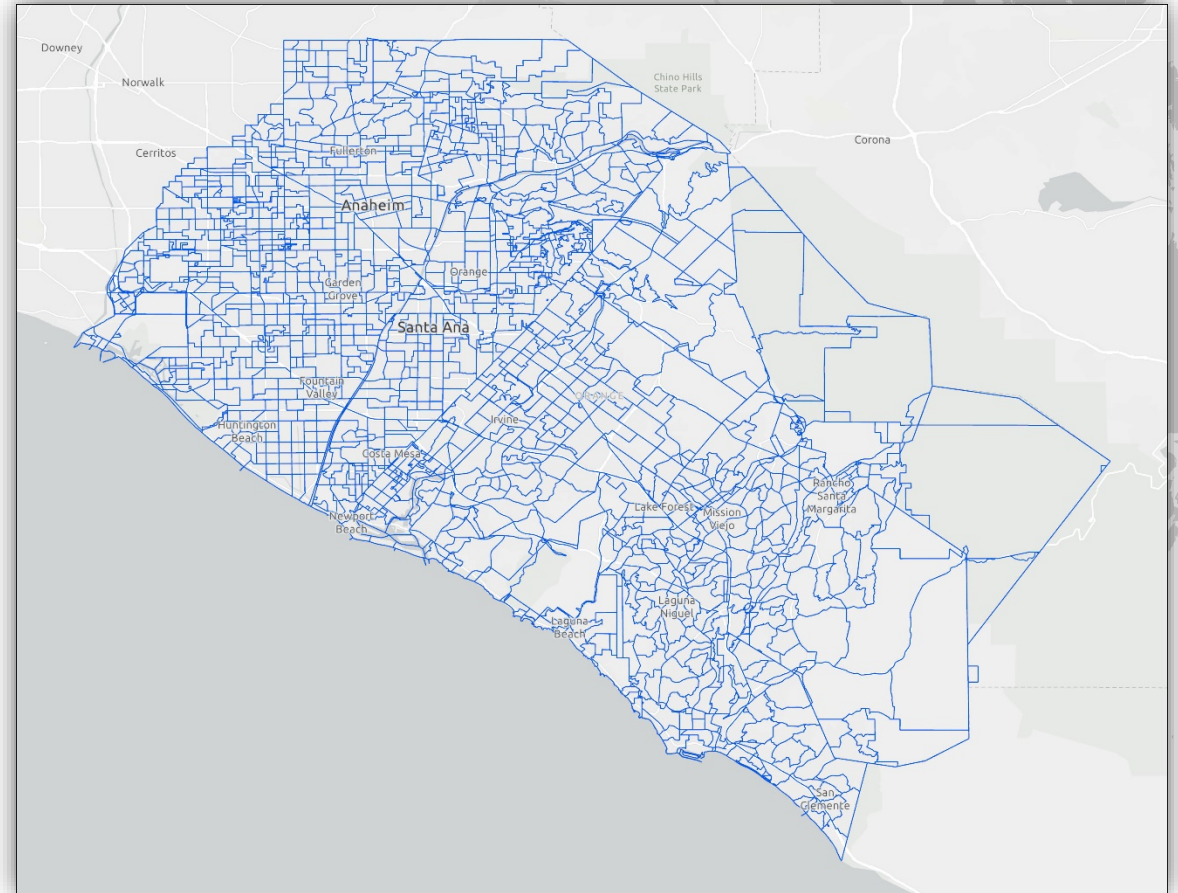 Downey
Norwalk
Chino Hills
State Park
Corona
Cerritos
Fullerton
Anaheim
Orange
Garden
Grove
Santa Ana
Fountain
Valley
ORANGE
Irvine
Huntington
Beach
Costa Mesa
Rancho
Santa
Margarita
Lake Forest
Mission
Viejo
Newport
Beach
Laguna
Niguel
Laguna
Beach
San
Clemente